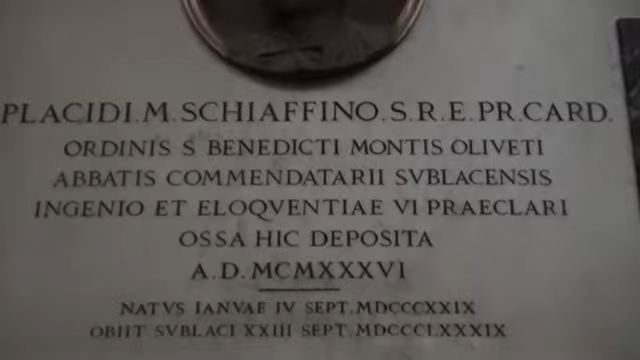 PLACIDI.M.SCHIAFFINO.S.R.E.PR.CARD.
ORDINIS S BENEDICTI MONTIS OLIVETI
ABBATIS COMMENDATARII SVBLACENSIS
INGENIO ET ELOQVENTIAE VI PRAECLARI
OSSA HIC DEPOSITA
A.D.MCMXXXVI
NATVS IANVAE IV SEPT.MDCCCXXIX
OBIIT SVBLACI XXIII SEPT.MDCCCLXXXIX